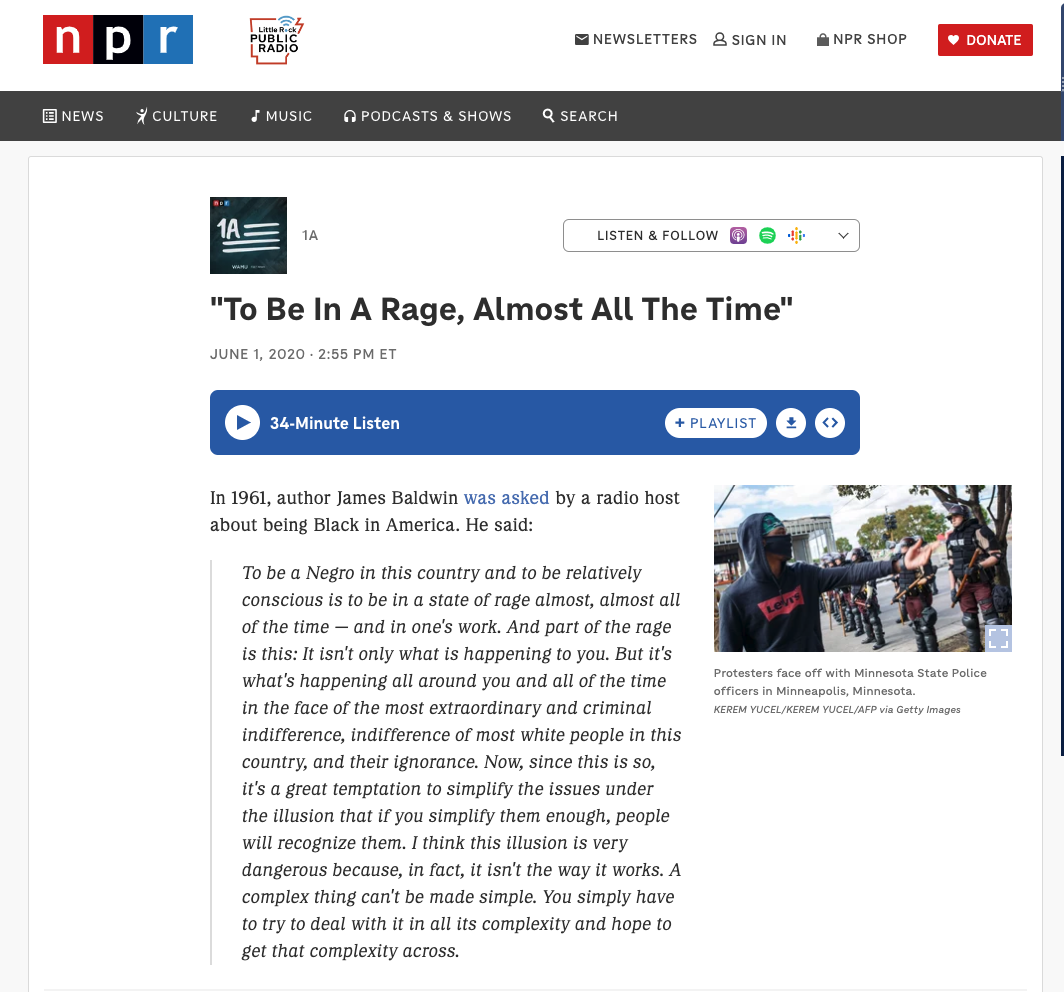 npr
Little Rock
PUBLIC
RADIO
NEWSLETTERS
SIGN IN
NPR SHOP
DONATE
NEWS
CULTURE
MUSIC
PODCASTS & SHOWS
SEARCH
npr
1A
WAMU
1A
LISTEN & FOLLOW
"To Be In A Rage, Almost All The Time"
JUNE 1, 2020 · 2:55 PM ET
34-Minute Listen
+ PLAYLIST
In 1961, author James Baldwin was asked by a radio host
about being Black in America. He said:
To be a Negro in this country and to be relatively
conscious is to be in a state of rage almost, almost all
of the time — and in one's work. And part of the rage
is this: It isn't only what is happening to you. But it's
what's happening all around you and all of the time
in the face of the most extraordinary and criminal
indifference, indifference of most white people in this
country, and their ignorance. Now, since this is so,
it's a great temptation to simplify the issues under
the illusion that if you simplify them enough, people
will recognize them. I think this illusion is very
dangerous because, in fact, it isn't the way it works. A
complex thing can't be made simple. You simply have
to try to deal with it in all its complexity and hope to
get that complexity across.
Levi's
Protesters face off with Minnesota State Police
officers in Minneapolis, Minnesota.
KEREM YUCEL/KEREM YUCEL/AFP via Getty Images